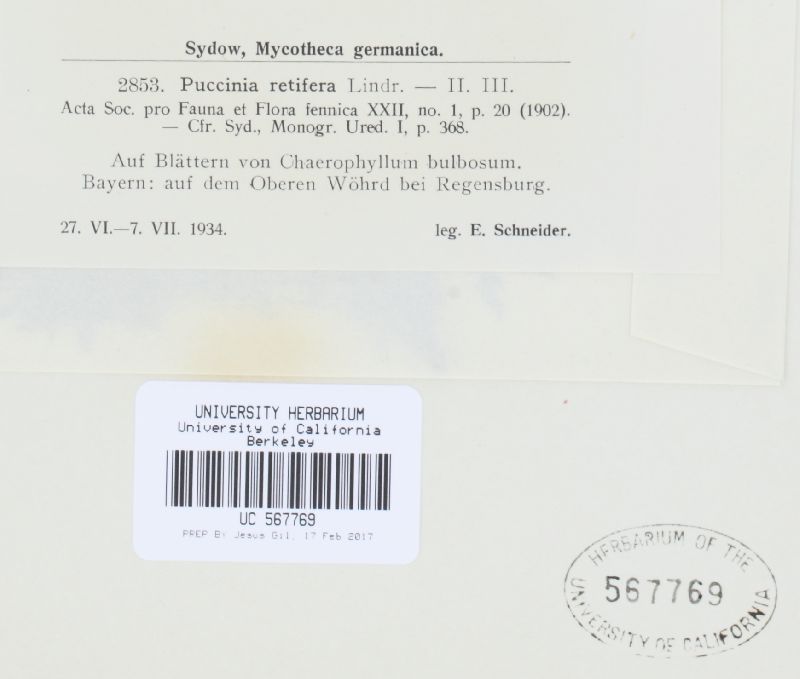 Sydow, Mycotheca germanica.
2853. Puccinia retifera Lindr. — II. III.
Acta Soc. pro Fauna et Flora fennica XXII, no. 1, p. 20 (1902).
— Cfr. Syd., Monogr. Ured. I, p. 368.
Auf Blättern von Chaerophyllum bulbosum.
Bayern: auf dem Oberen Wöhrd bei Regensburg.
27. VI.—7. VII. 1934. leg. E. Schneider.
UNIVERSITY HERBARIUM
University of California
Berkeley
UC 567769
PREP By Jesus Gil, 17 Feb 2017
HERBARIUM OF THE
567769
UNIVERSITY OF CALIFORNIA